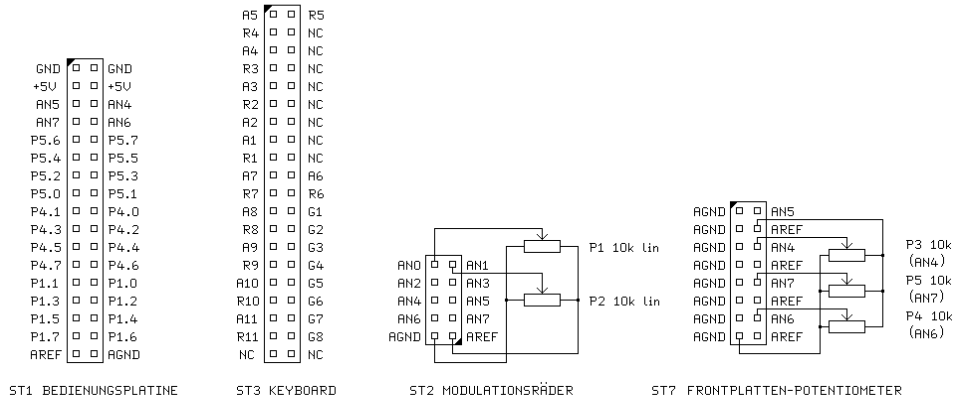 GND GND
+5V +5V
AN5 AN4
AN7 AN6
P5.6 P5.7
P5.4 P5.5
P5.2 P5.3
P5.0 P5.1
P4.1 P4.0
P4.3 P4.2
P4.5 P4.4
P4.7 P4.6
P1.1 P1.0
P1.3 P1.2
P1.5 P1.4
P1.7 P1.6
AREF AGND
ST1 BEDIENUNGSPLATINE
A5 R5
R4 NC
A4 NC
R3 NC
A3 NC
R2 NC
A2 NC
A1 NC
R1 NC
A7 A6
R7 R6
A8 G1
R8 G2
A9 G3
R9 G4
A10 G5
R10 G6
A11 G7
R11 G8
NC NC
ST3 KEYBOARD
P1 10k lin
AN0 AN1
AN2 AN3
AN4 AN5
AN6 AN7
AGND AREF
P2 10k lin
ST2 MODULATIONSRÄDER
AGND AN5
AGND AREF
AGND AN4
AGND AREF
AGND AN7
AGND AREF
AGND AN6
AGND AREF
P3 10k
(AN4)
P5 10k
(AN7)
P4 10k
(AN6)
ST7 FRONTPLATTEN-POTENTIOMETER